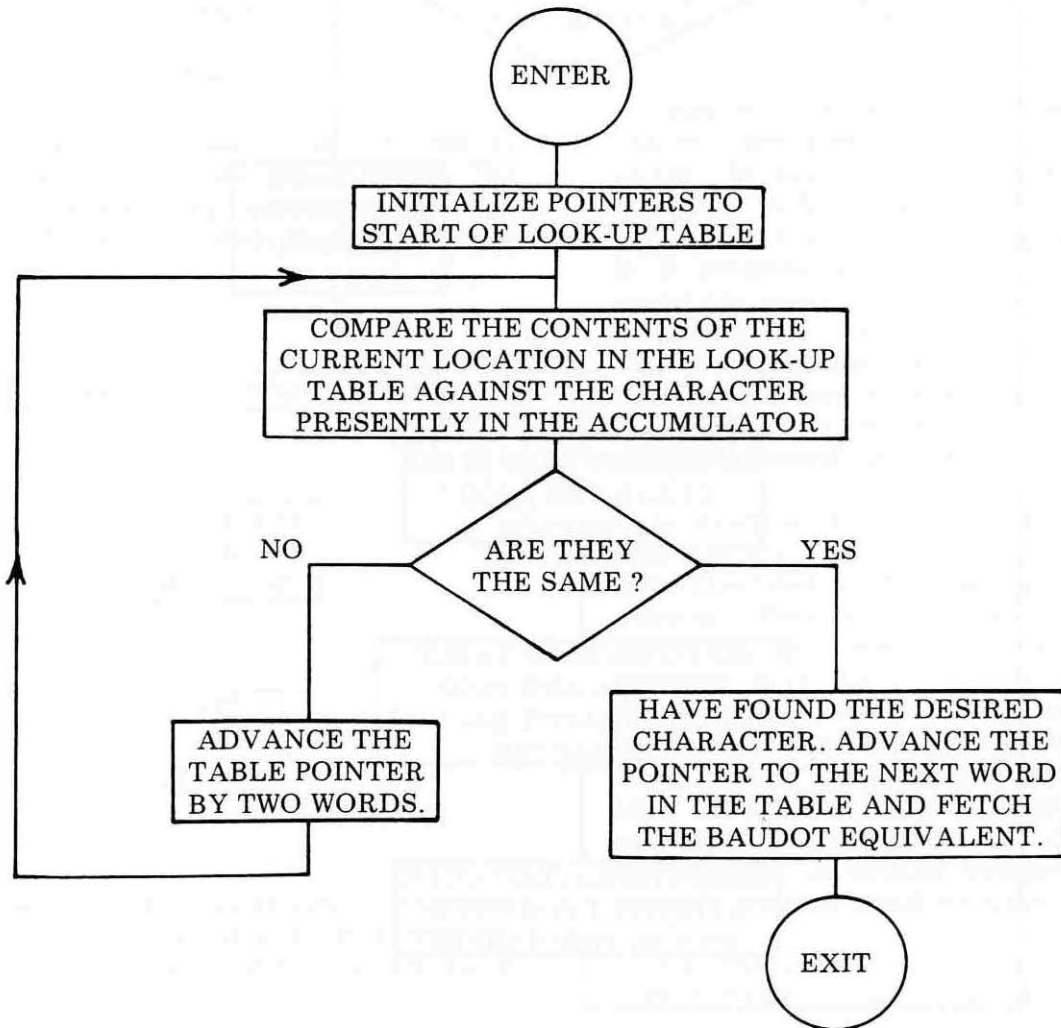 ENTER
INITIALIZE POINTERS TO
START OF LOOK-UP TABLE
COMPARE THE CONTENTS OF THE
CURRENT LOCATION IN THE LOOK-UP
TABLE AGAINST THE CHARACTER
PRESENTLY IN THE ACCUMULATOR
ARE THEY
THE SAME ?
NO
YES
ADVANCE THE
TABLE POINTER
BY TWO WORDS.
HAVE FOUND THE DESIRED
CHARACTER. ADVANCE THE
POINTER TO THE NEXT WORD
IN THE TABLE AND FETCH
THE BAUDOT EQUIVALENT.
EXIT